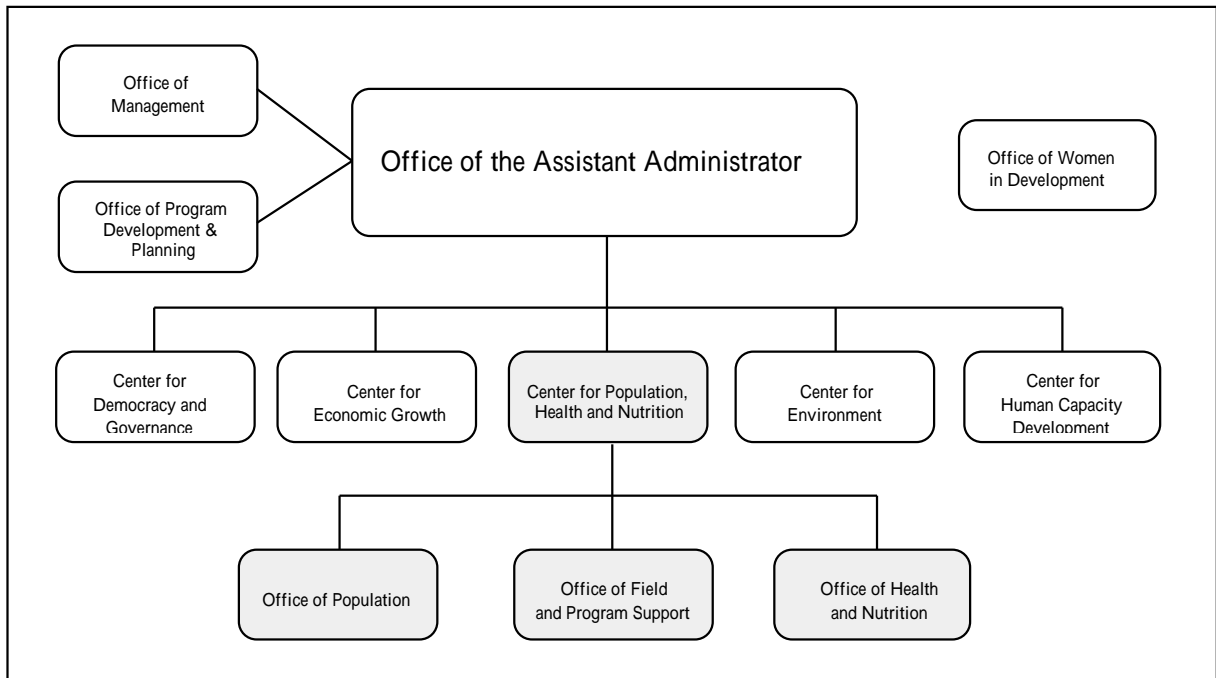 Office of
Management
Office of the Assistant Administrator
Office of Women
in Development
Office of Program
Development &
Planning
Center for
Democracy and
Governance
Center for
Economic Growth
Center for Population,
Health and Nutrition
Center for
Environment
Center for
Human Capacity
Development
Office of Population
Office of Field
and Program Support
Office of Health
and Nutrition